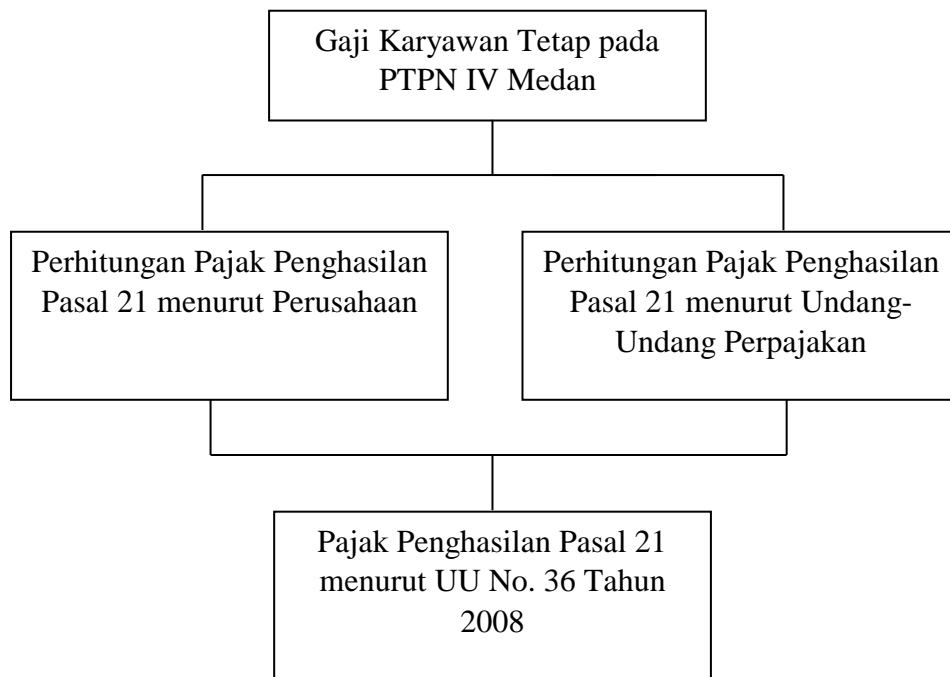 Gaji Karyawan Tetap pada
PTPN IV Medan
Perhitungan Pajak Penghasilan
Pasal 21 menurut Perusahaan
Perhitungan Pajak Penghasilan
Pasal 21 menurut Undang-
Undang Perpajakan
Pajak Penghasilan Pasal 21
menurut UU No. 36 Tahun
2008